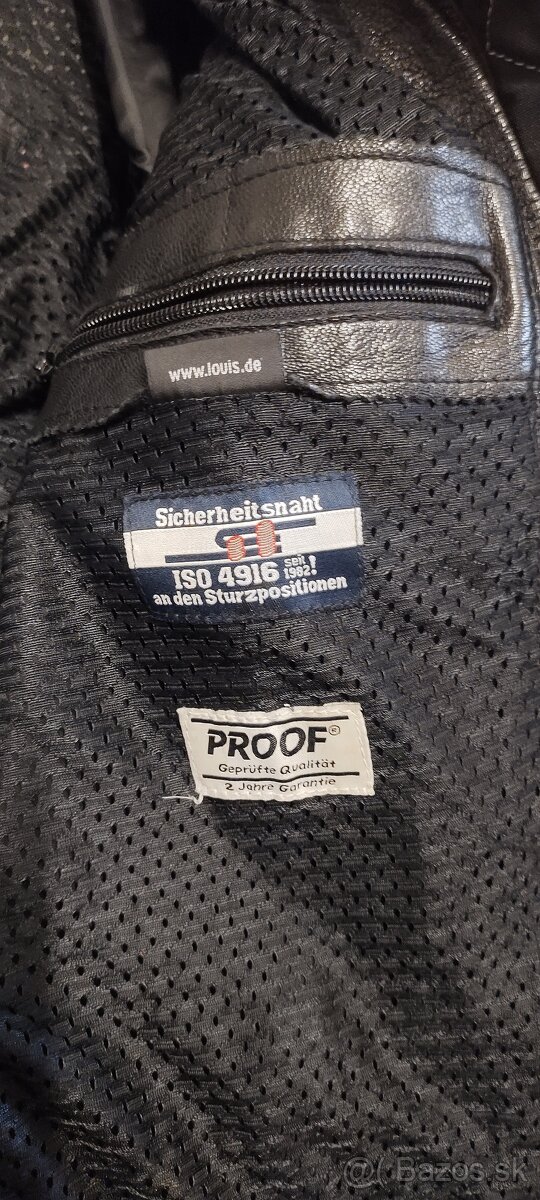 www.louis.de
Sicherheitsnaht
ISO 4916 seit 1982!
an den Sturzpositionen
PROOF®
Geprüfte Qualität
2 Jahre Garantie
@( Bazos.sk